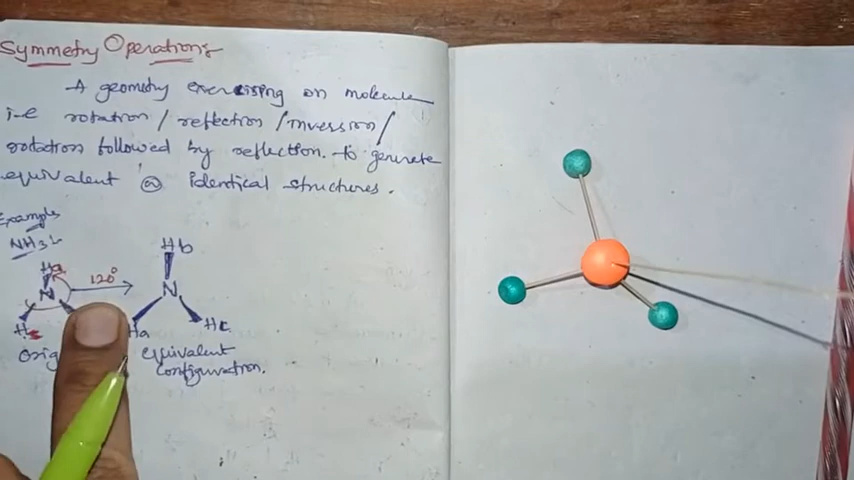 Symmetry Operations
A geometry exercising on molecule
i.e rotation / reflection / inversion /
rotation followed by reflection. to generate
equivalent or identical structures.
Example
NH3
Ha 120° Hb
N N
H Ha Hc
Orig equivalent
configuration.